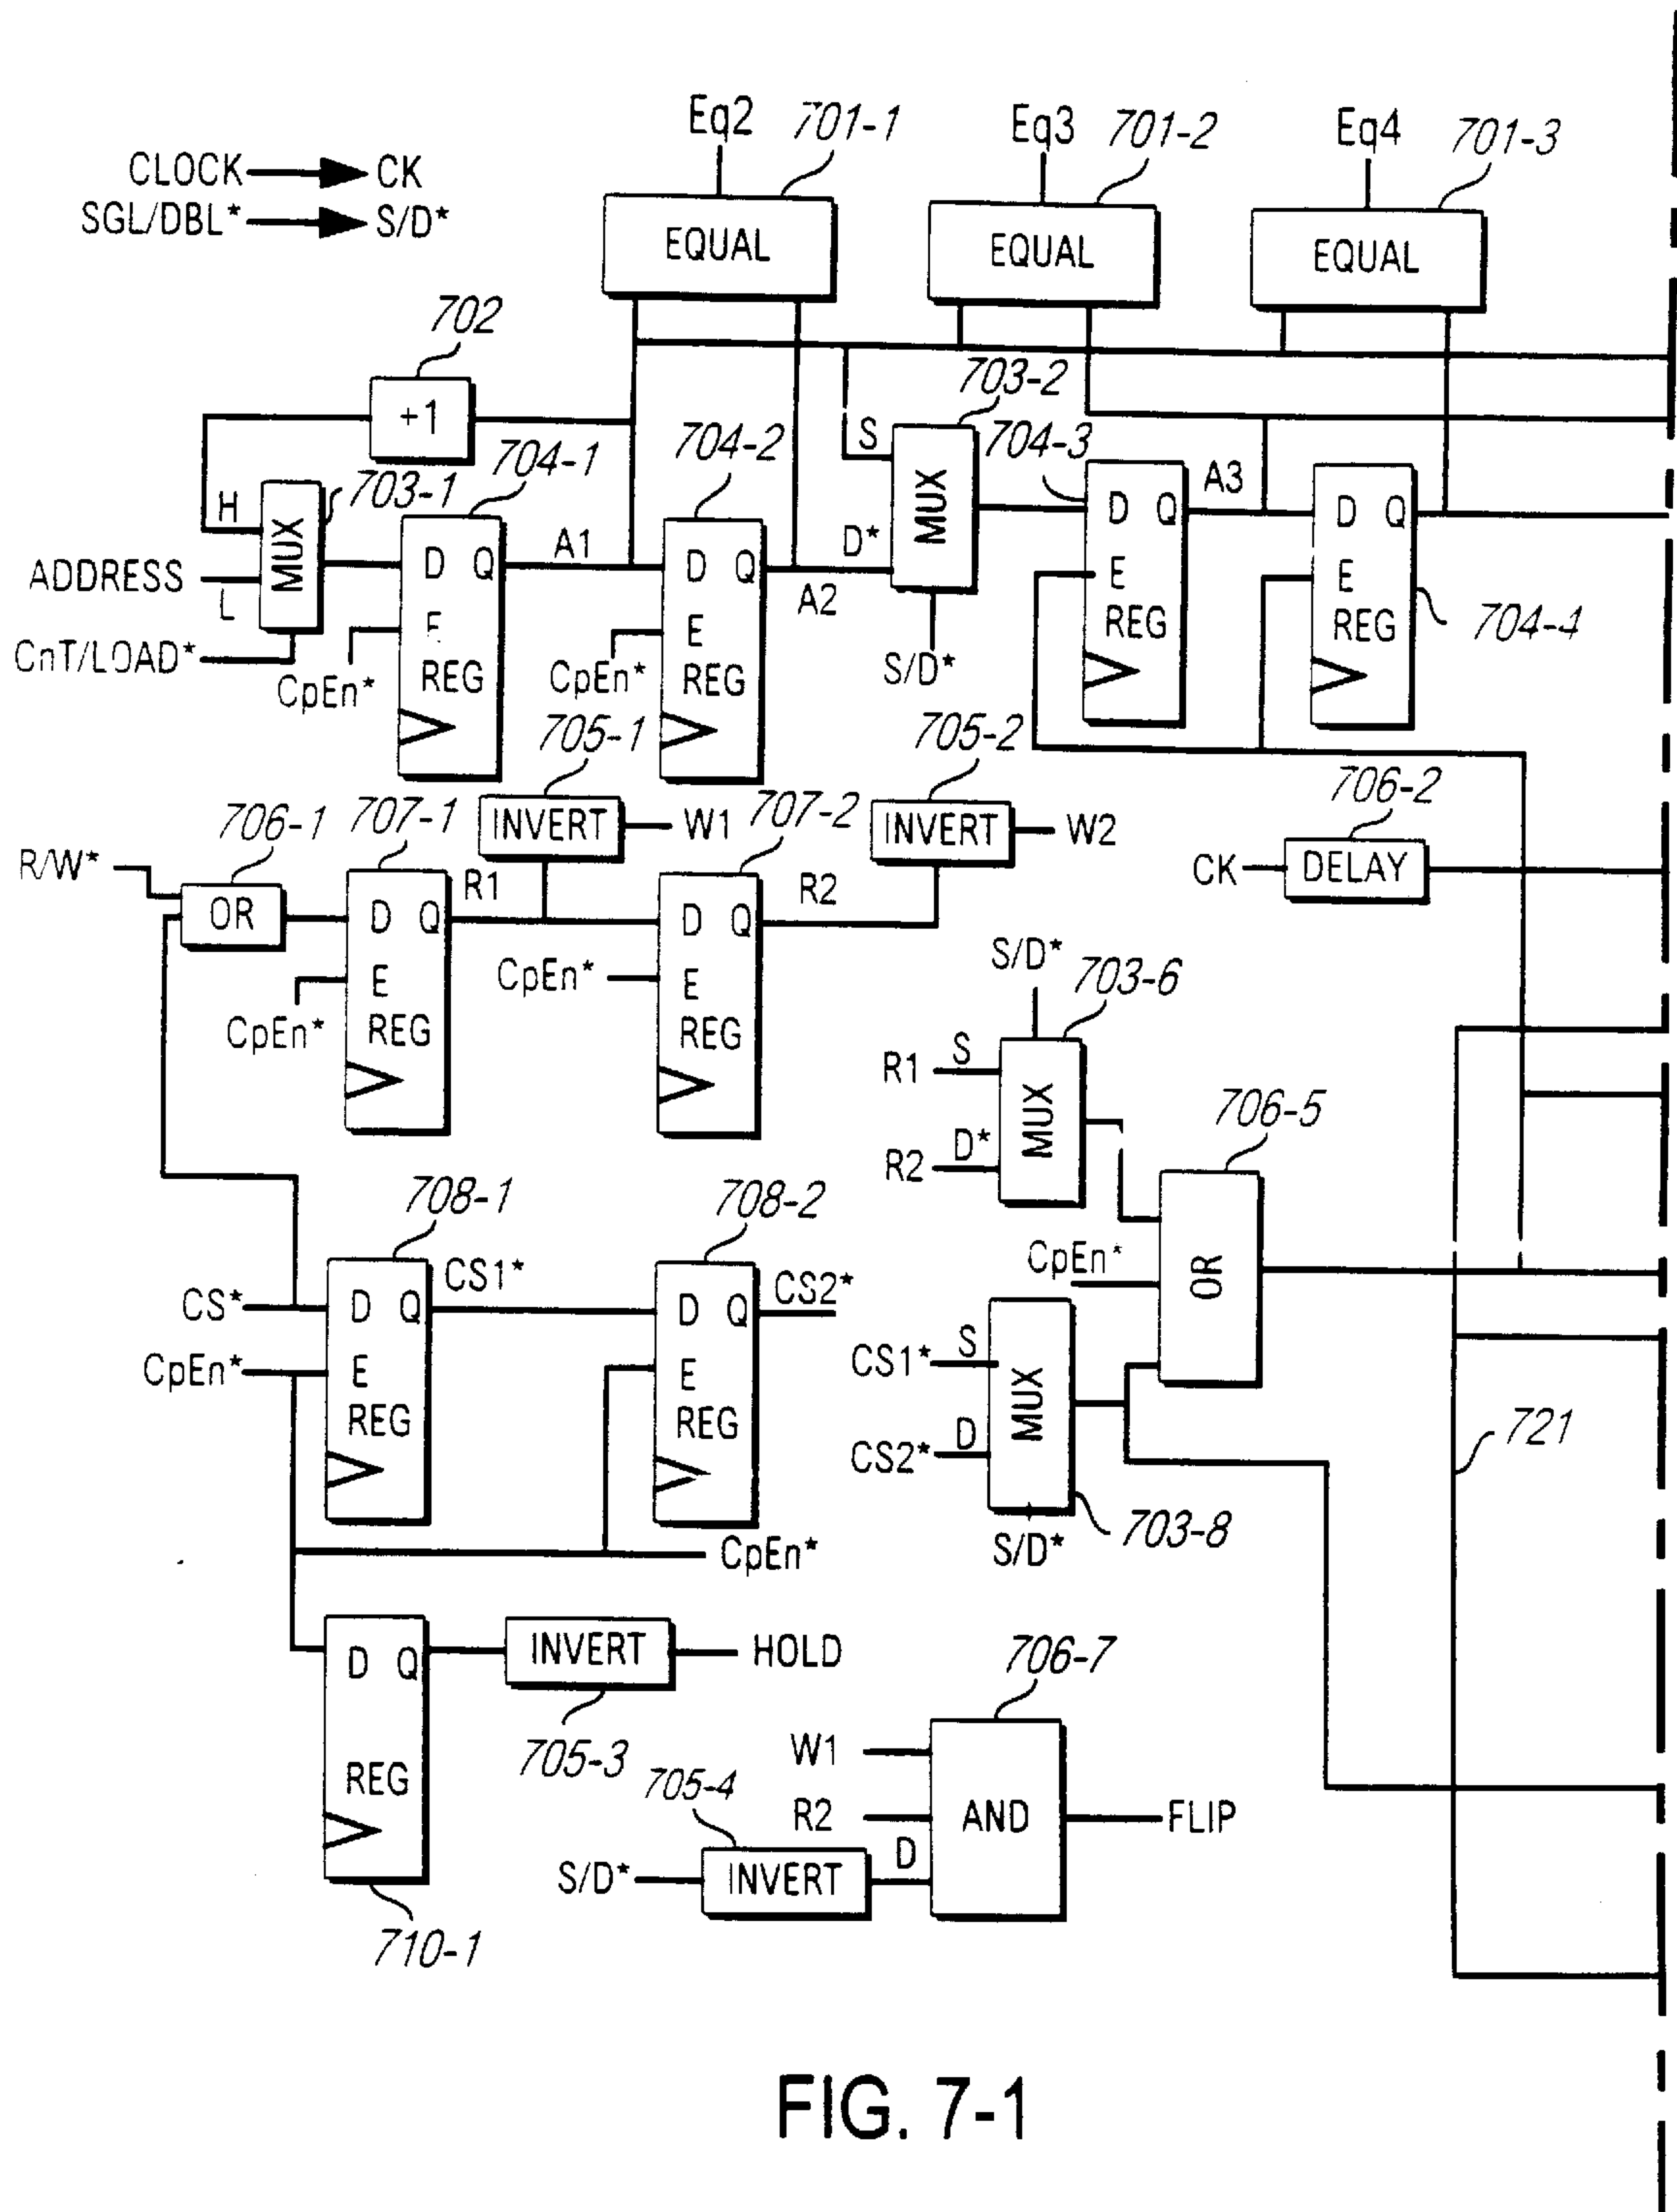 Eq2 701-1 Eq3 701-2 Eq4 701-3
CLOCK CK
SGL/DBL* S/D*
EQUAL EQUAL EQUAL
702
+1
703-2
704-1 704-2 S 704-3 A3
H 703-1
MUX
D Q
D Q
ADDRESS MUX D Q A1 D Q D* E E
L A2
E REG REG 704-4
CnT/LOAD* CpEn* REG CpEn* REG S/D*
705-1 705-2
706-1 707-1 INVERT W1 707-2 INVERT W2 706-2
R/W* CK DELAY
OR D Q R1 D Q R2
E CpEn* E S/D* 703-6
CpEn* REG REG
R1 S MUX
706-5
R2 D*
708-1 708-2
CpEn* OR
CS* D Q CS1* D Q CS2*
CpEn* E E CS1* S MUX
REG REG 721
CS2* D
703-8
CpEn* S/D*
D Q INVERT HOLD 706-7
705-3 W1
REG 705-4 R2 AND FLIP
S/D* INVERT D
710-1
FIG. 7-1